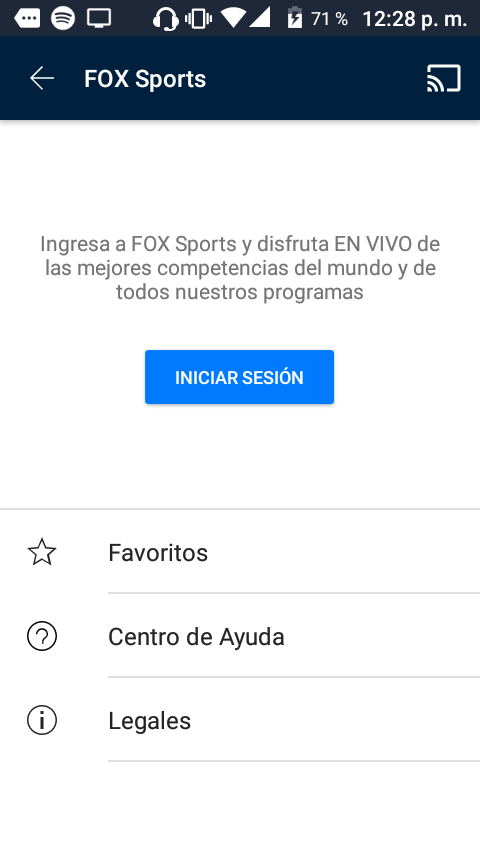 71 % 12:28 p. m.
FOX Sports
Ingresa a FOX Sports y disfruta EN VIVO de
las mejores competencias del mundo y de
todos nuestros programas
INICIAR SESIÓN
Favoritos
Centro de Ayuda
Legales